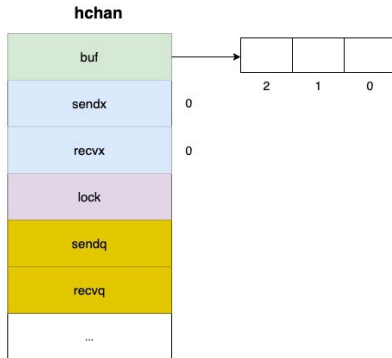 hchan
buf
2 1 0
sendx 0
recvx 0
lock
sendq
recvq
...